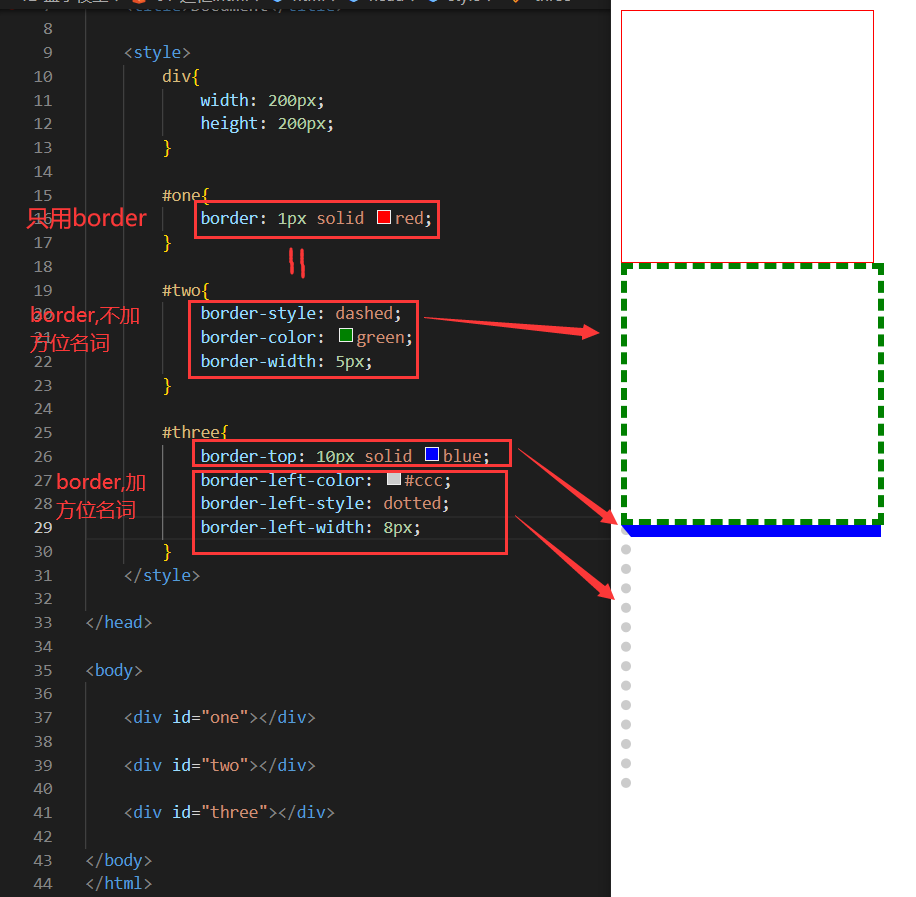 8
9 <style>
10 div{
11 width: 200px;
12 height: 200px;
13 }
14
15 #one{
只用border
border: 1px solid red;
17 }
18
19 #two{
border,不加
方位名词
border-style: dashed;
border-color: green;
22 border-width: 5px;
23 }
24
25 #three{
26 border-top: 10px solid blue;
border,加
方位名词
27 border-left-color: #ccc;
28 border-left-style: dotted;
29 border-left-width: 8px;
30 }
31 </style>
32
33 </head>
34
35 <body>
36
37 <div id="one"></div>
38
39 <div id="two"></div>
40
41 <div id="three"></div>
42
43 </body>
44 </html>